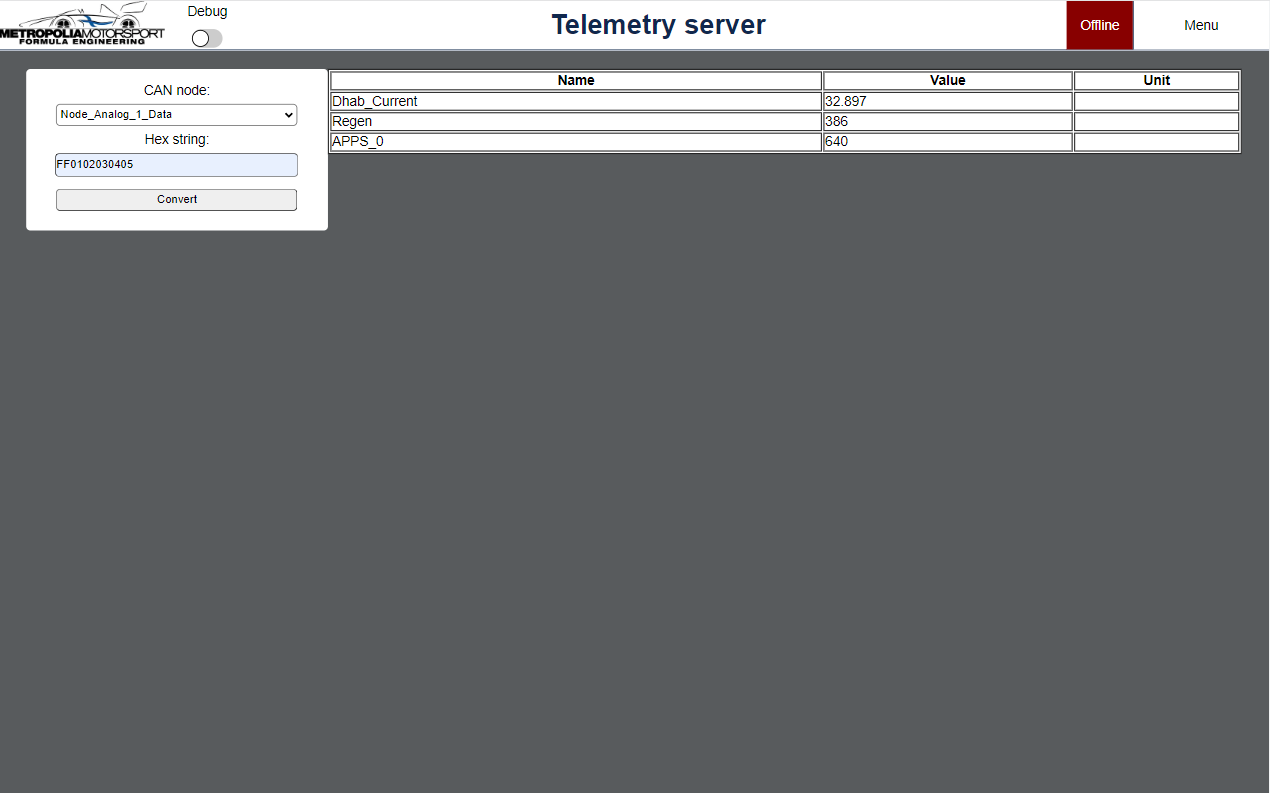 METROPOLIAMOTORSPORT
FORMULA ENGINEERING
Debug
Telemetry server
Offline
Menu
CAN node:
Node_Analog_1_Data
Hex string:
FF0102030405
Convert
Name Value Unit
Dhab_Current 32.897
Regen 386
APPS_0 640